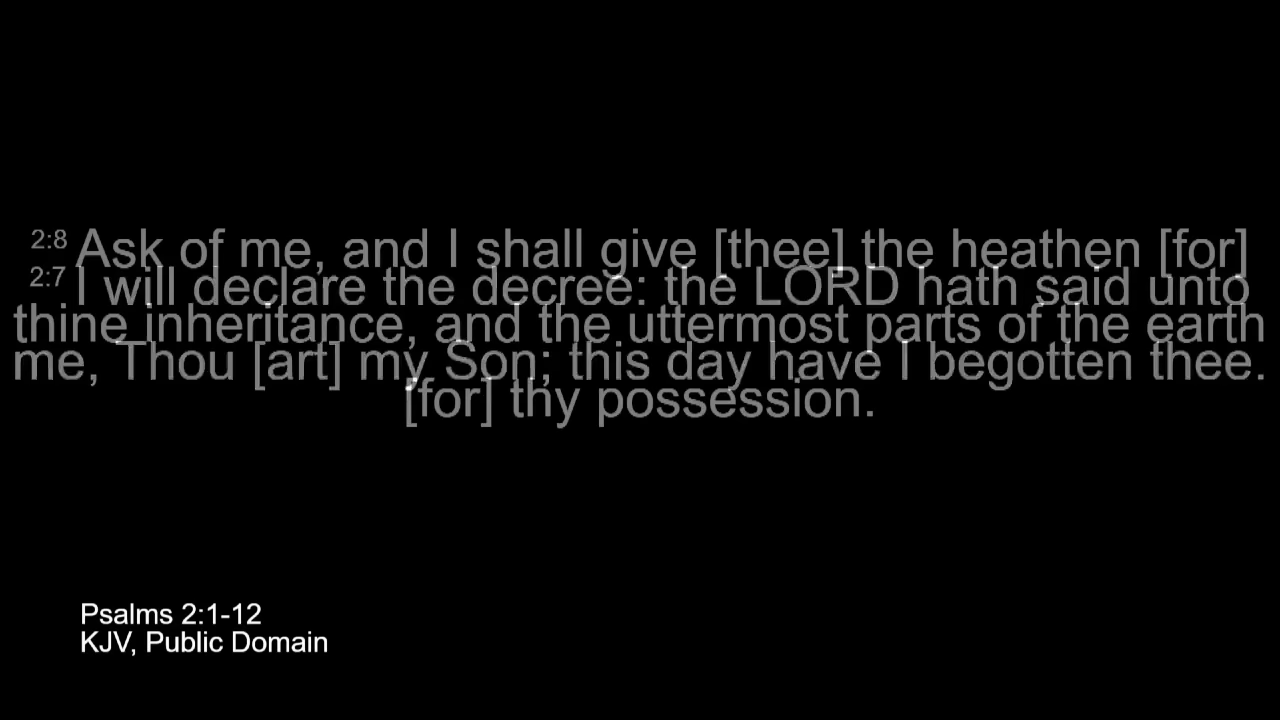 2:8 Ask of me, and I shall give [thee] the heathen [for]
2:7 I will declare the decree: the LORD hath said unto
thine inheritance, and the uttermost parts of the earth
me, Thou [art] my Son; this day have I begotten thee.
[for] thy possession.
Psalms 2:1-12
KJV, Public Domain